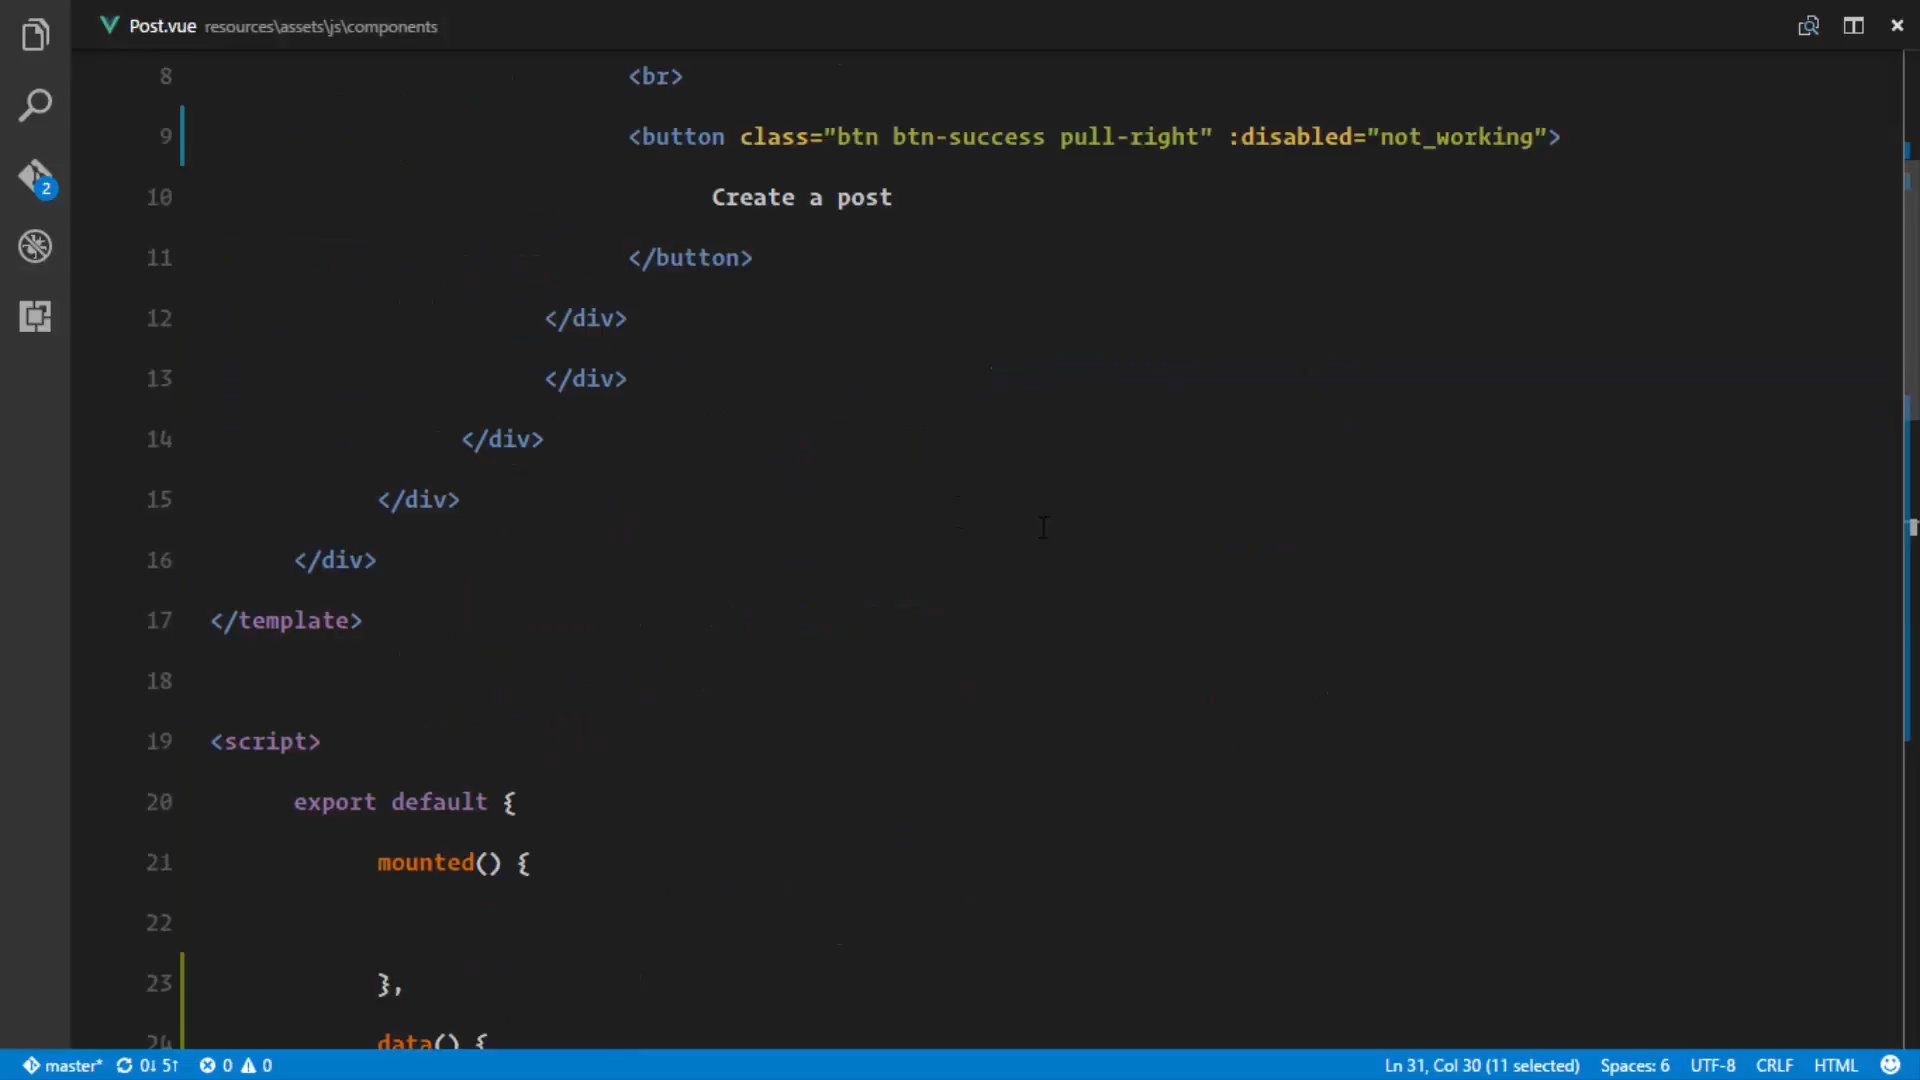 Post.vue resources\assets\js\components
8 <br>
9 <button class="btn btn-success pull-right" :disabled="not_working">
10 Create a post
11 </button>
12 </div>
13 </div>
14 </div>
15 </div>
16 </div>
17 </template>
18
19 <script>
20 export default {
21 mounted() {
22
23 },
24 data() {
2
master* 0↓ 5↑ 0 0 Ln 31, Col 30 (11 selected) Spaces: 6 UTF-8 CRLF HTML